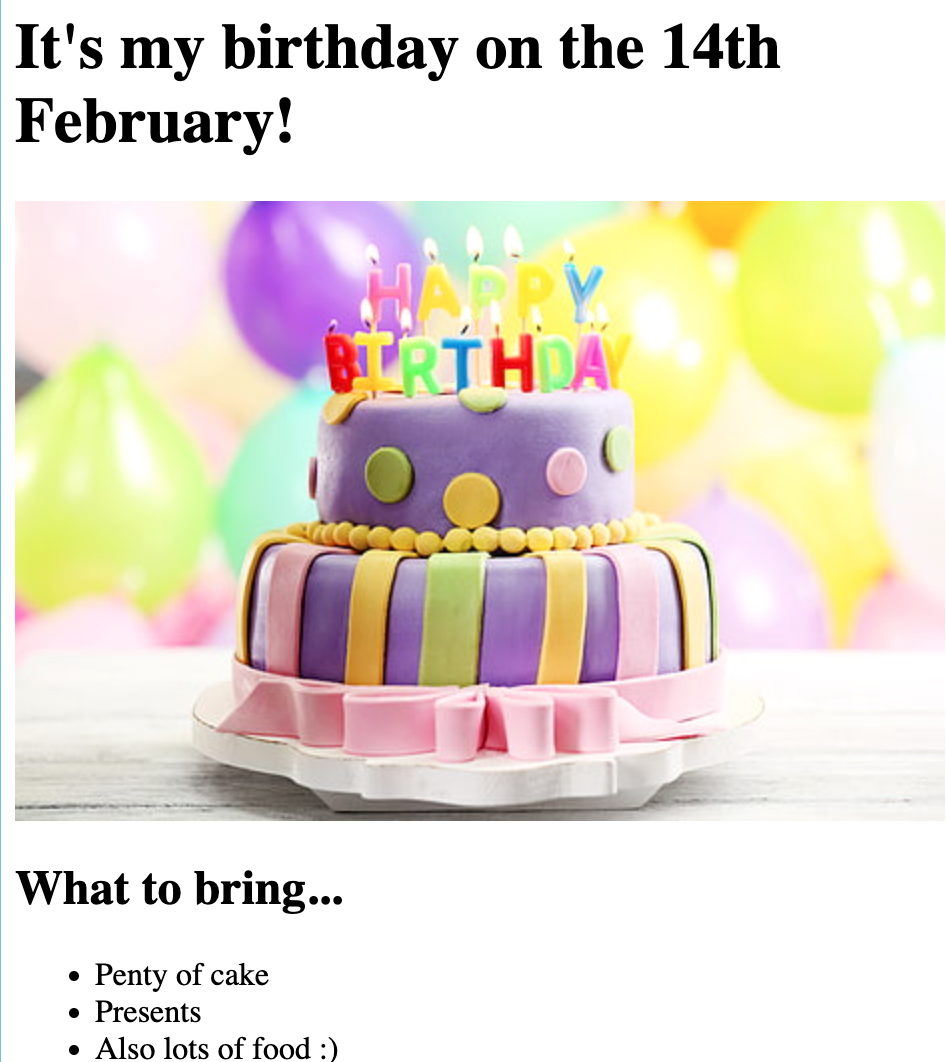 It's my birthday on the 14th
February!
HAPPY
BIRTHDAY
What to bring...
Penty of cake
Presents
Also lots of food :)